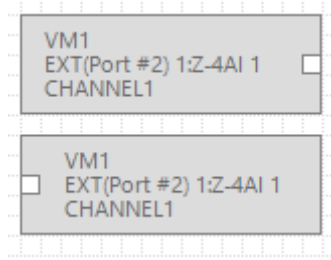 VM1
EXT(Port #2) 1:Z-4AI 1
CHANNEL1
VM1
EXT(Port #2) 1:Z-4AI 1
CHANNEL1